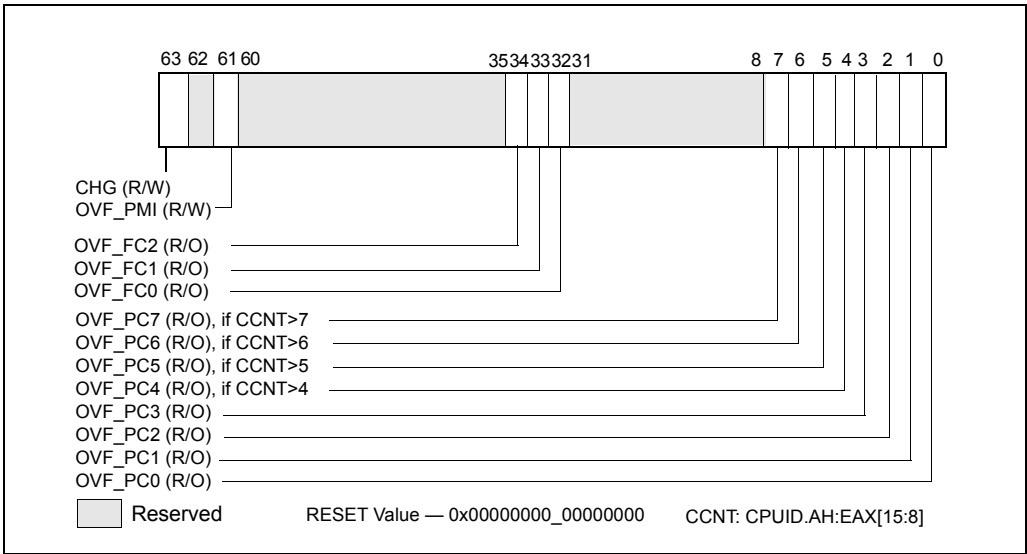 63 62 61 60 35 34 33 32 31 8 7 6 5 4 3 2 1 0
CHG (R/W)
OVF_PMI (R/W)
OVF_FC2 (R/O)
OVF_FC1 (R/O)
OVF_FC0 (R/O)
OVF_PC7 (R/O), if CCNT>7
OVF_PC6 (R/O), if CCNT>6
OVF_PC5 (R/O), if CCNT>5
OVF_PC4 (R/O), if CCNT>4
OVF_PC3 (R/O)
OVF_PC2 (R/O)
OVF_PC1 (R/O)
OVF_PC0 (R/O)
Reserved RESET Value — 0x00000000_00000000 CCNT: CPUID.AH:EAX[15:8]